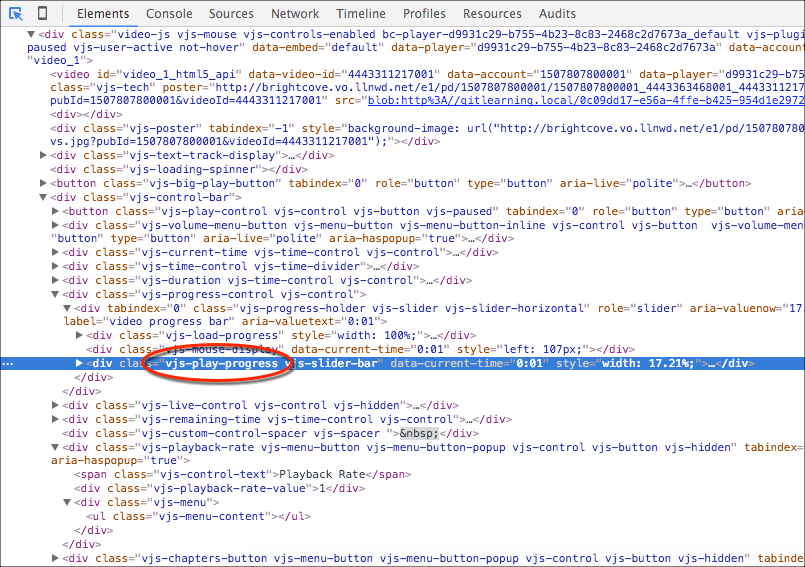 Elements Console Sources Network Timeline Profiles Resources Audits
▼<div class="video-js vjs-mouse vjs-controls-enabled bc-player-d9931c29-b755-4b23-8c83-2468c2d7673a_default vjs-plugi
paused vjs-user-active not-hover" data-embed="default" data-player="d9931c29-b755-4b23-8c83-2468c2d7673a" data-account=
"video_1">
<video id="video_1_html5_api" data-video-id="4443311217001" data-account="1507807800001" data-player="d9931c29-b75
class="vjs-tech" poster="http://brightcove.vo.llnwd.net/e1/pd/1507807800001/1507807800001_4443363468001_4443311217
pubId=1507807800001&videoId=4443311217001" src="blob:http%3A//gitlearning.local/0c09dd17-e56a-4ffe-b425-954d1e2972
<div></div>
<div class="vjs-poster" tabindex="-1" style="background-image: url("http://brightcove.vo.llnwd.net/e1/pd/150780780
vs.jpg?pubId=1507807800001&videoId=4443311217001");"></div>
▶<div class="vjs-text-track-display">…</div>
<div class="vjs-loading-spinner"></div>
▶<button class="vjs-big-play-button" tabindex="0" role="button" type="button" aria-live="polite">…</button>
▼<div class="vjs-control-bar">
▶<button class="vjs-play-control vjs-control vjs-button vjs-paused" tabindex="0" role="button" type="button" aria-
▶<div class="vjs-volume-menu-button vjs-menu-button vjs-menu-button-inline vjs-control vjs-button  vjs-volume-men
"button" type="button" aria-live="polite" aria-haspopup="true">…</div>
▶<div class="vjs-current-time vjs-time-control vjs-control">…</div>
▶<div class="vjs-time-control vjs-time-divider">…</div>
▶<div class="vjs-duration vjs-time-control vjs-control">…</div>
▼<div class="vjs-progress-control vjs-control">
▼<div tabindex="0" class="vjs-progress-holder vjs-slider vjs-slider-horizontal" role="slider" aria-valuenow="17.
label="video progress bar" aria-valuetext="0:01">
▶<div class="vjs-load-progress" style="width: 100%;">…</div>
<div class="vjs-mouse-display" data-current-time="0:01" style="left: 107px;"></div>
… ▶<div class="vjs-play-progress vjs-slider-bar" data-current-time="0:01" style="width: 17.21%;">…</div>
</div>
</div>
▶<div class="vjs-live-control vjs-control vjs-hidden">…</div>
▶<div class="vjs-remaining-time vjs-time-control vjs-control">…</div>
<div class="vjs-custom-control-spacer vjs-spacer ">&nbsp;</div>
▼<div class="vjs-playback-rate vjs-menu-button vjs-menu-button-popup vjs-control vjs-button vjs-hidden" tabindex=
aria-haspopup="true">
<span class="vjs-control-text">Playback Rate</span>
<div class="vjs-playback-rate-value">1</div>
▼<div class="vjs-menu">
<ul class="vjs-menu-content"></ul>
</div>
</div>
▶<div class="vjs-chapters-button vjs-menu-button vjs-menu-button-popup vjs-control vjs-button vjs-hidden" tabinde